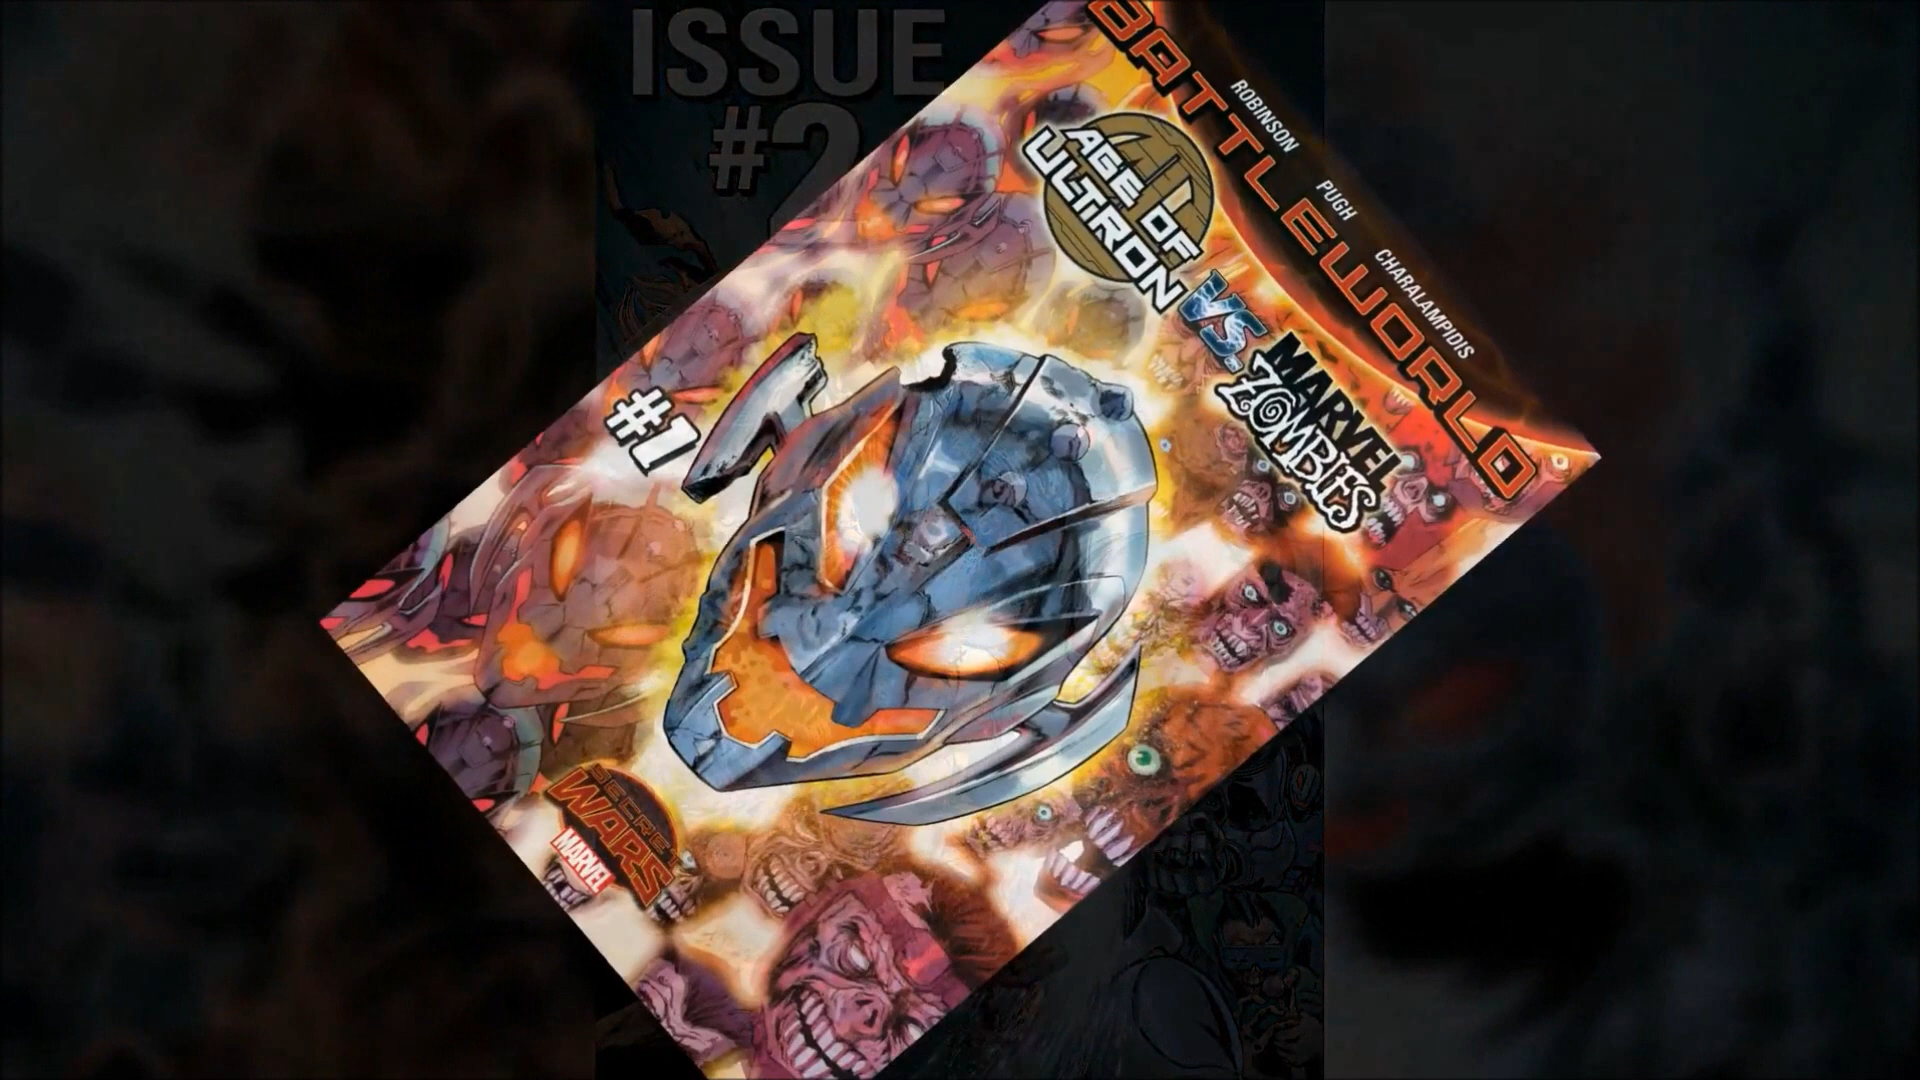 ISSUE
#2
BATTLEWORLD
ROBINSON
PUGH
CHARALAMPIDIS
AGE OF
ULTRON
VS.
MARVEL
ZOMBIES
#1
SECRET
WARS
MARVEL